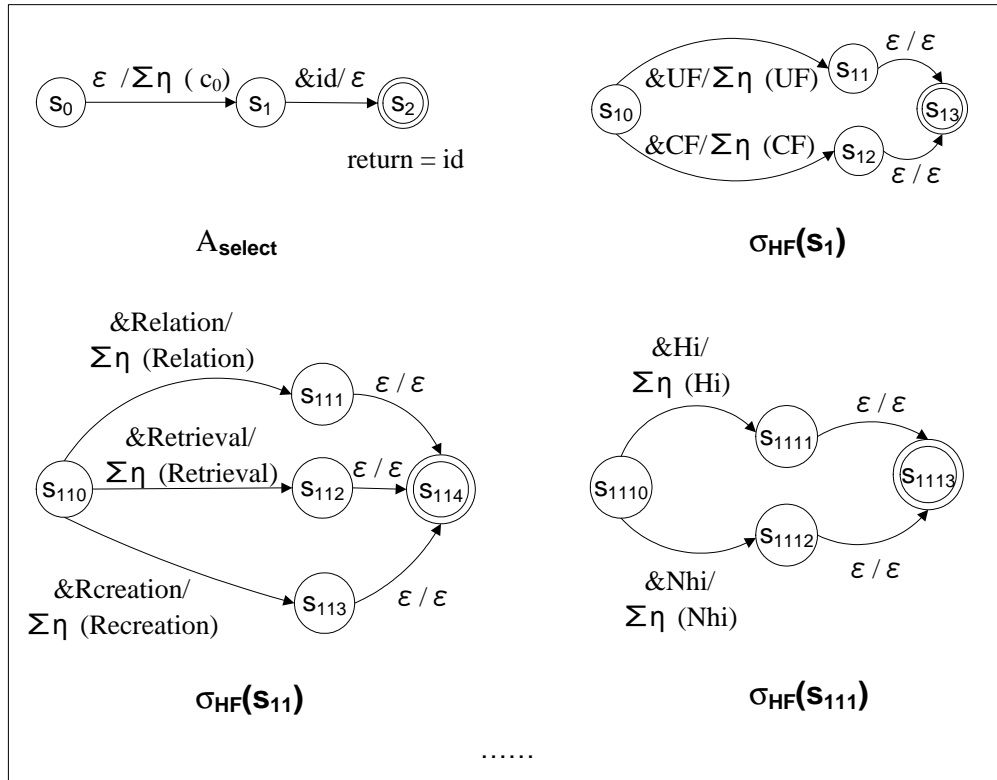 ε /Ση ( c0)
&id/ ε
s0
s1
s2
return = id
Aselect
ε / ε
&UF/Ση (UF)
s11
s10
s13
&CF/Ση (CF)
s12
ε / ε
σHF(s1)
&Relation/
Ση (Relation)
s111
ε / ε
&Retrieval/
Ση (Retrieval)
ε / ε
s110
s112
s114
&Rcreation/
Ση (Recreation)
s113
ε / ε
σHF(s11)
&Hi/
Ση (Hi)
s1111
ε / ε
s1110
s1113
s1112
ε / ε
&Nhi/
Ση (Nhi)
σHF(s111)
......